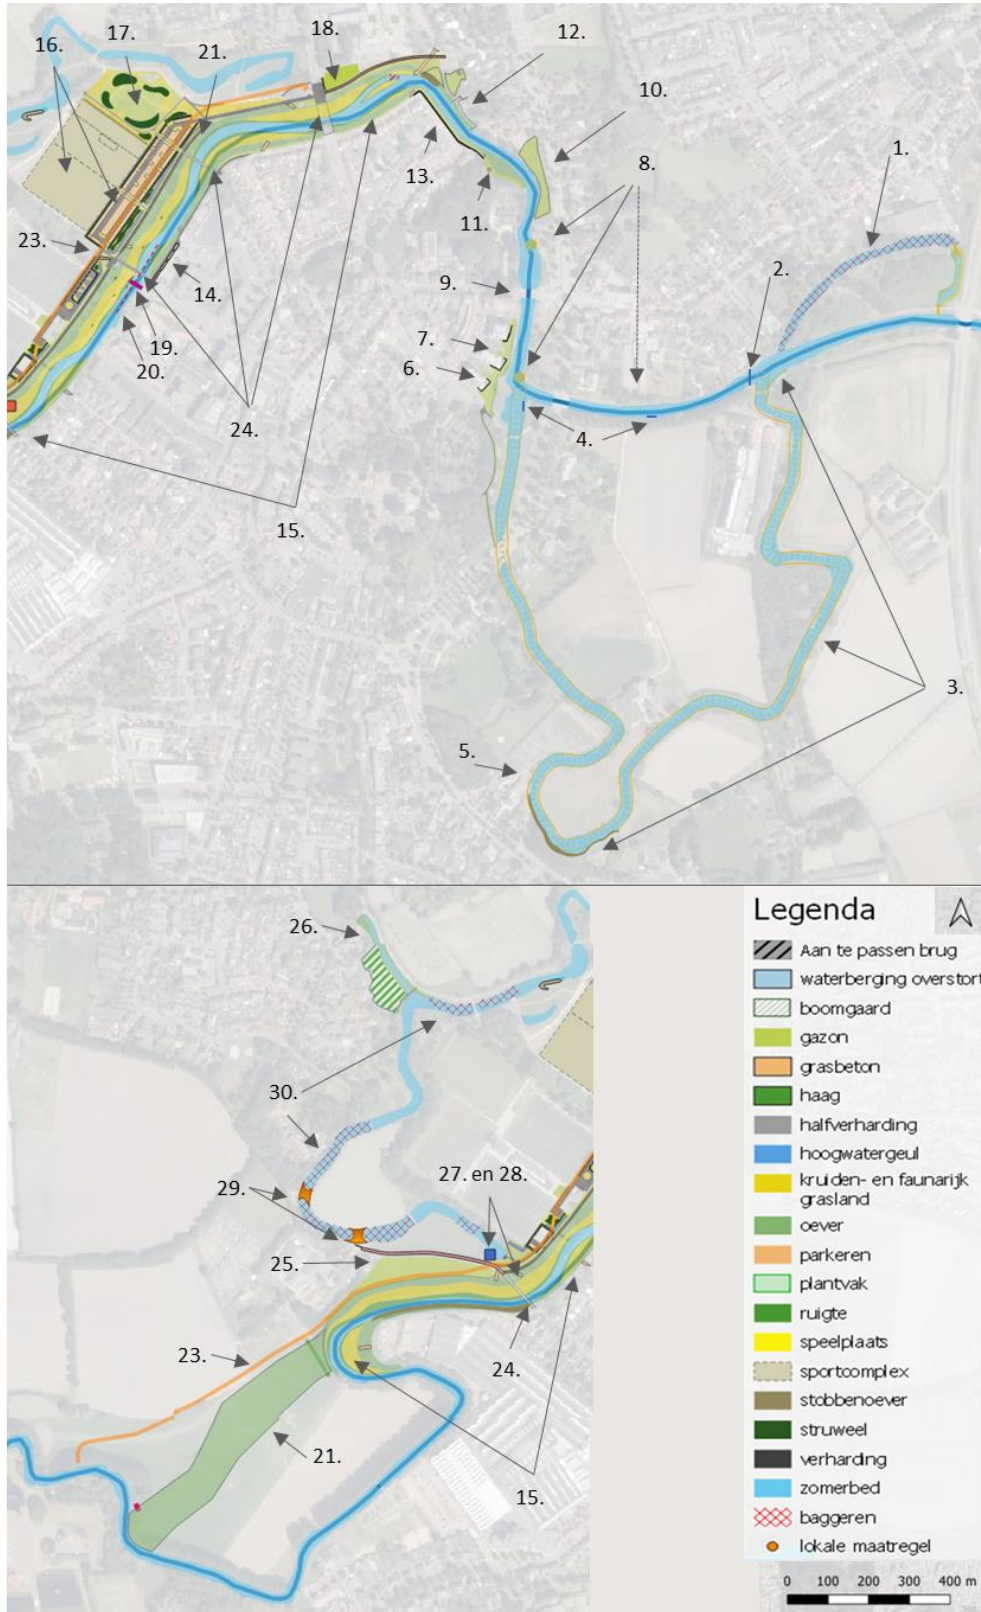 16.
17.
21.
18.
12.
10.
8.
1.
13.
11.
2.
23.
14.
9.
7.
19.
20.
6.
24.
4.
15.
3.
5.
26.
30.
27. en 28.
29.
25.
23.
24.
21.
15.
Legenda
Aan te passen brug
waterberging overstort
boomgaard
gazon
grasbeton
haag
halfverharding
hoogwatergeul
kruiden- en faunarijk
grasland
oever
parkeren
plantvak
ruigte
speelplaats
sportcomplex
stobbenoever
struweel
verharding
zomerbed
baggeren
lokale maatregel
0 100 200 300 400 m